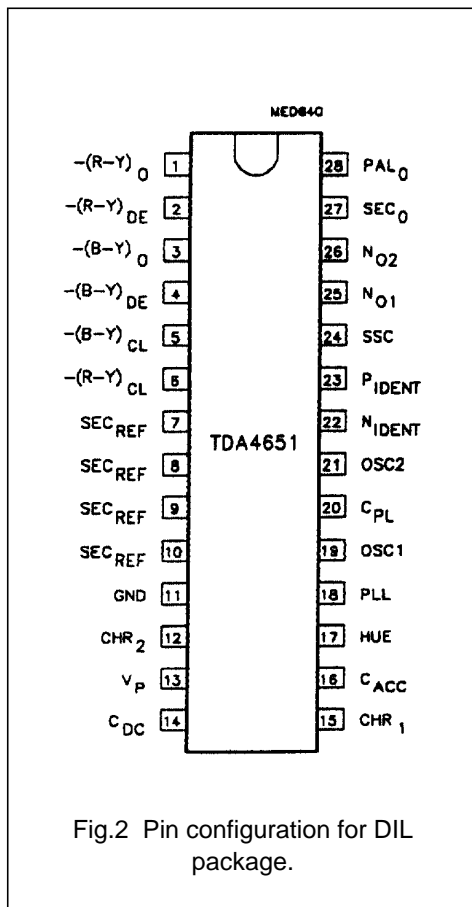 MED640
-(R-Y)O 1 28 PALO
-(R-Y)DE 2 27 SECO
-(B-Y)O 3 26 NO2
-(B-Y)DE 4 25 NO1
-(B-Y)CL 5 24 SSC
-(R-Y)CL 6 23 PIDENT
SECREF 7 22 NIDENT
TDA4651
SECREF 8 21 OSC2
SECREF 9 20 CPL
SECREF 10 19 OSC1
GND 11 18 PLL
CHR2 12 17 HUE
VP 13 16 CACC
CDC 14 15 CHR1
Fig.2 Pin configuration for DIL
package.